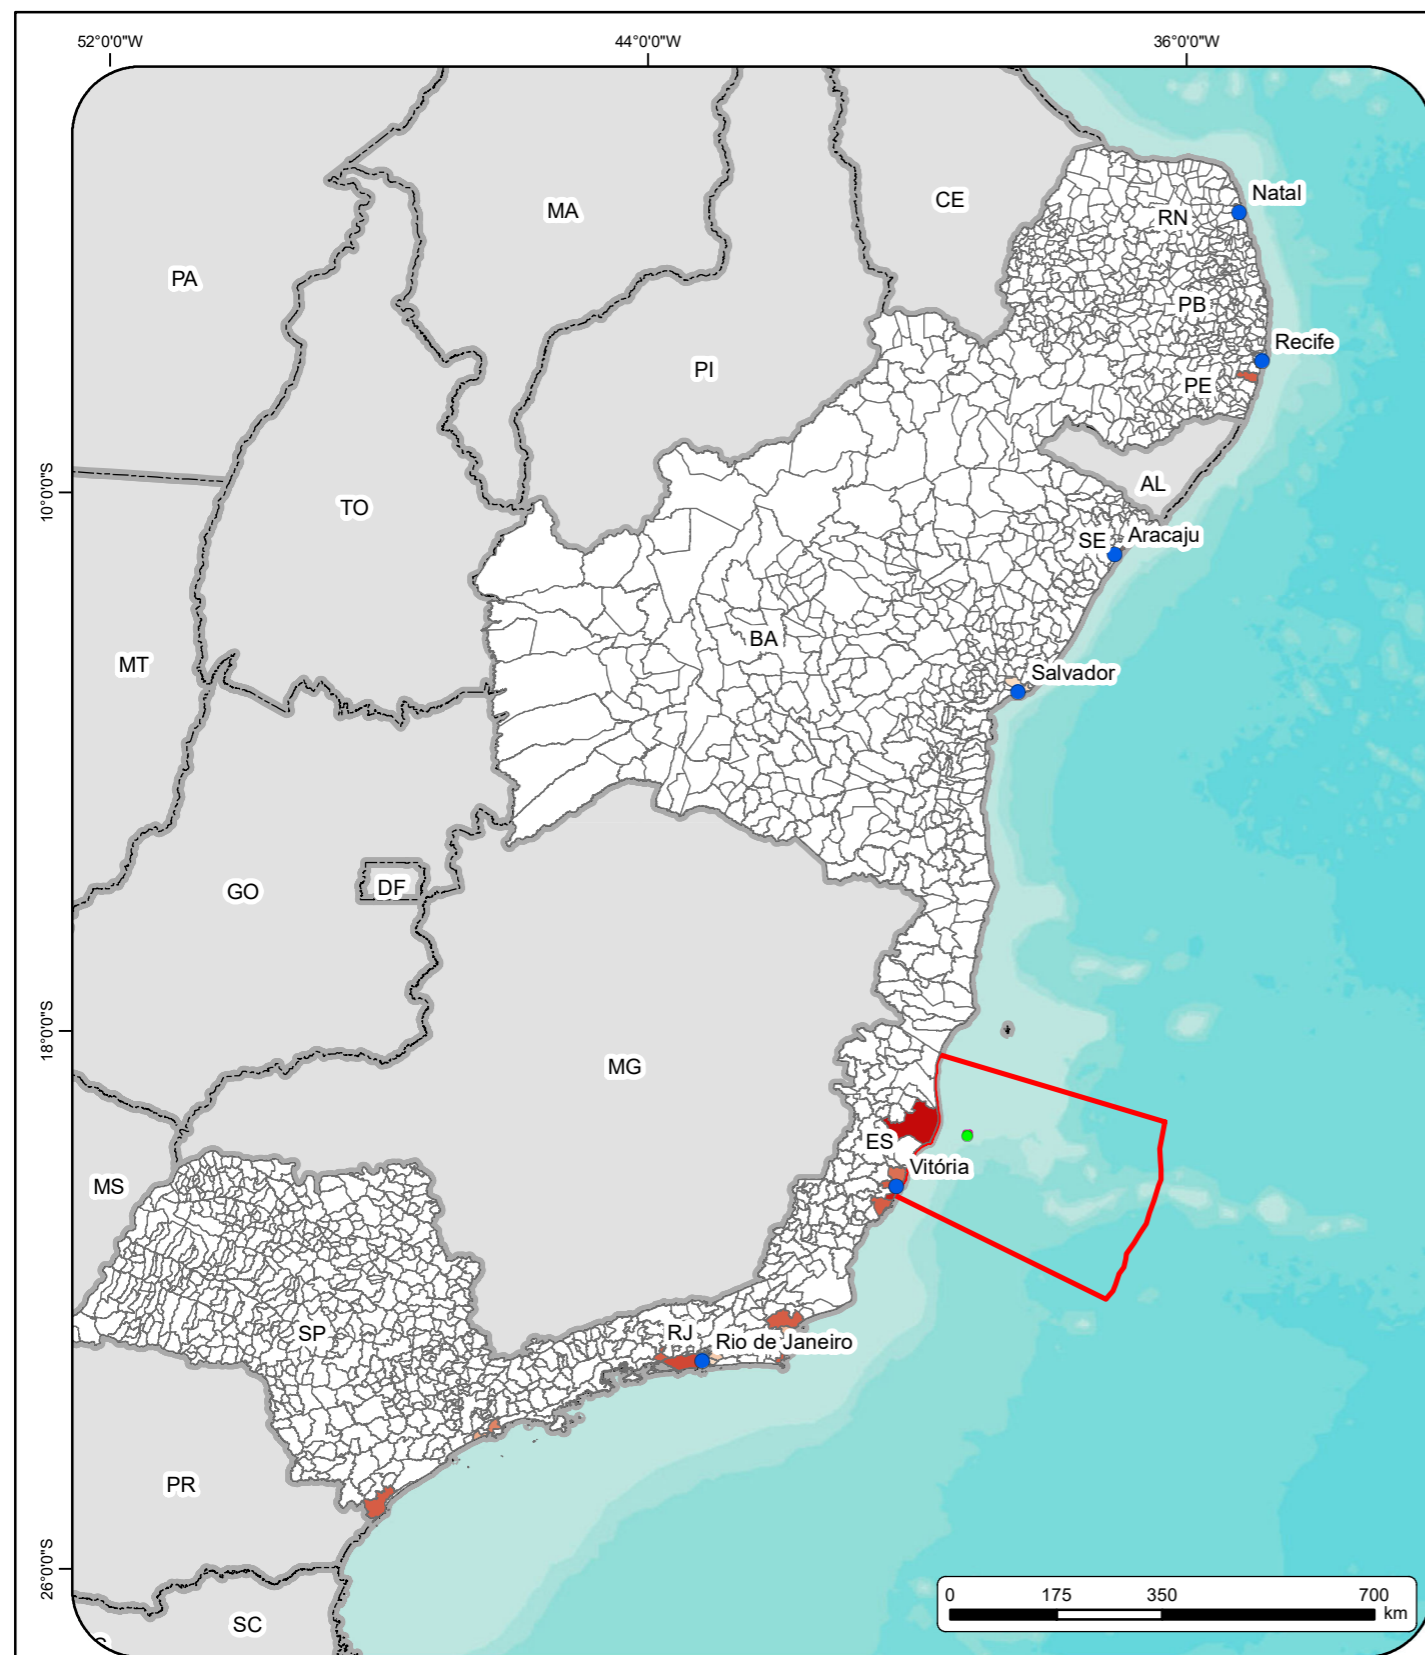 52°0'0"W
44°0'0"W
36°0'0"W
CE
Natal
MA
RN
PA
PB
Recife
PI
PE
10°0'0"S
AL
TO
SE
Aracaju
BA
MT
Salvador
DF
GO
18°0'0"S
MG
ES
Vitória
MS
SP
RJ
Rio de Janeiro
PR
26°0'0"S
0 175 350 700
km
SC